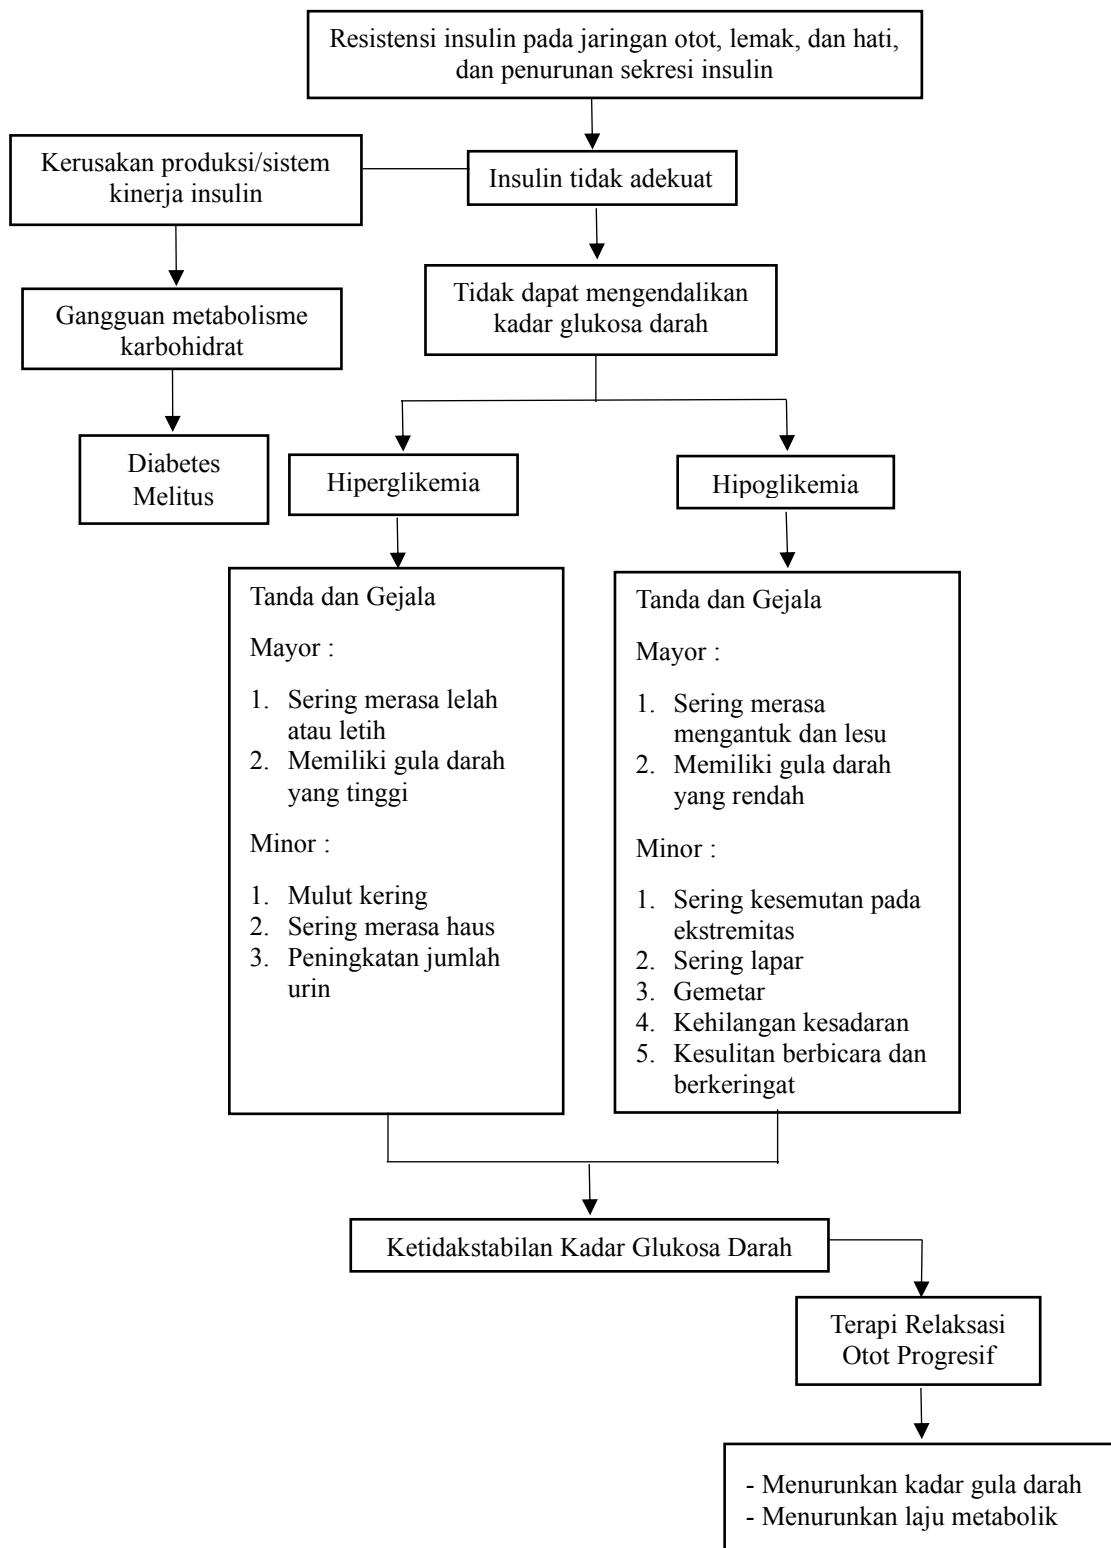 Resistensi insulin pada jaringan otot, lemak, dan hati,
dan penurunan sekresi insulin
Kerusakan produksi/sistem
kinerja insulin
Insulin tidak adekuat
Gangguan metabolisme
karbohidrat
Tidak dapat mengendalikan
kadar glukosa darah
Diabetes
Melitus
Hiperglikemia
Hipoglikemia
Tanda dan Gejala
Mayor :
1. Sering merasa lelah
atau letih
2. Memiliki gula darah
yang tinggi
Minor :
1. Mulut kering
2. Sering merasa haus
3. Peningkatan jumlah
urin
Tanda dan Gejala
Mayor :
1. Sering merasa
mengantuk dan lesu
2. Memiliki gula darah
yang rendah
Minor :
1. Sering kesemutan pada
ekstremitas
2. Sering lapar
3. Gemetar
4. Kehilangan kesadaran
5. Kesulitan berbicara dan
berkeringat
Ketidakstabilan Kadar Glukosa Darah
Terapi Relaksasi
Otot Progresif
- Menurunkan kadar gula darah
- Menurunkan laju metabolik